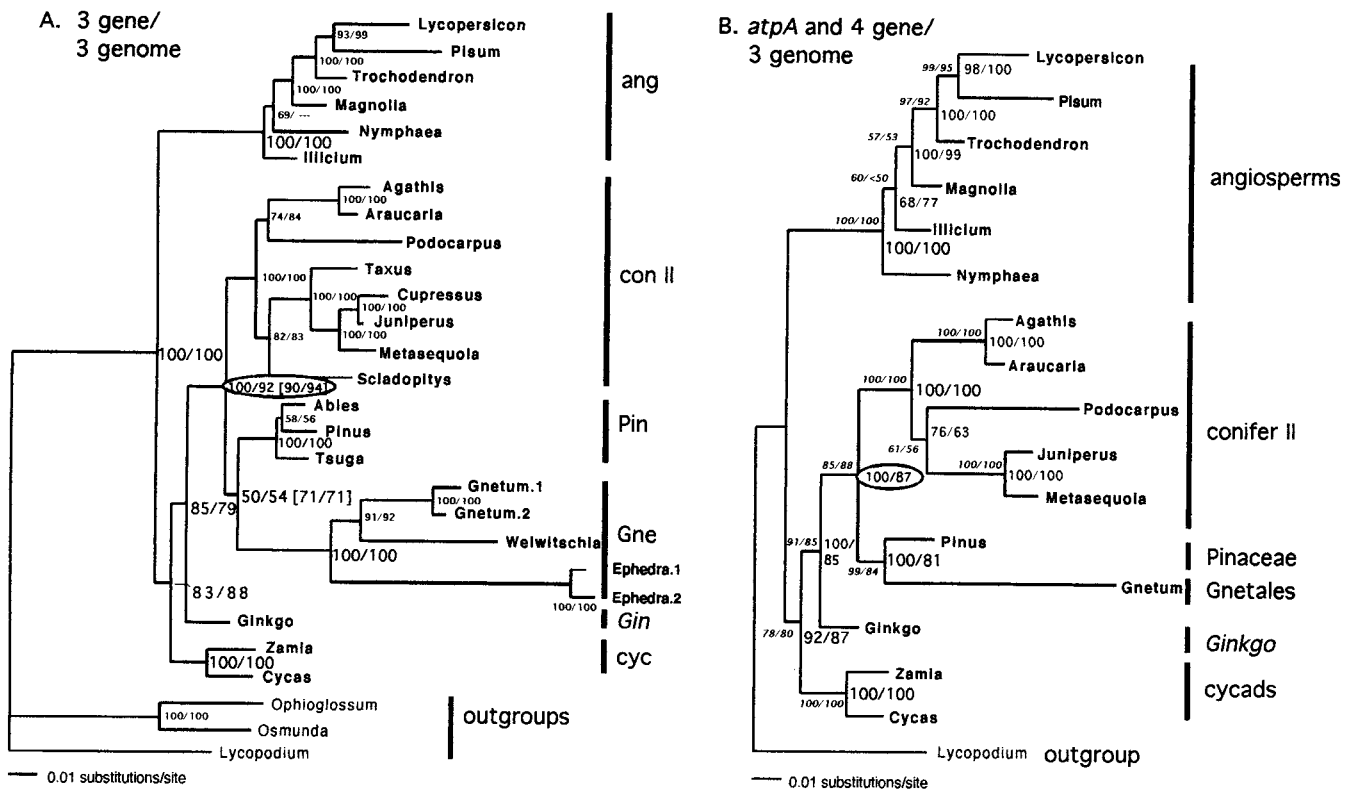 A. 3 gene/
3 genome
93/99
Lycopersicon
Pisum
100/100
Trochodendron
100/100
Magnolia
69/ ---
Nymphaea
100/100
Illicium
ang
Agathis
100/100
Araucaria
74/84
Podocarpus
100/100
Taxus
100/100
Cupressus
100/100
Juniperus
100/100
Metasequoia
82/83
Sciadopitys
con II
100/100
100/92 [90/94]
Abies
58/56
Pinus
100/100
Tsuga
Pin
85/79
50/54 [71/71]
Gnetum.1
100/100
Gnetum.2
91/92
Welwitschia
100/100
Ephedra.1
Ephedra.2
100/100
Gne
83/88
Ginkgo
Gin
Zamia
100/100
Cycas
cyc
Ophioglossum
100/100
Osmunda
Lycopodium
outgroups
0.01 substitutions/site
B. atpA and 4 gene/
3 genome
Lycopersicon
99/95
98/100
Pisum
97/92
100/100
Trochodendron
57/53
100/99
Magnolia
60/<50
68/77
Illicium
100/100
100/100
Nymphaea
angiosperms
Agathis
100/100
100/100
Araucaria
100/100
100/100
Podocarpus
76/63
61/56
Juniperus
100/100
100/100
Metasequoia
conifer II
85/88
100/87
Pinus
91/85
100/
85
100/81
99/84
Gnetum
Pinaceae
Gnetales
Ginkgo
78/80
92/87
Ginkgo
Zamia
100/100
100/100
Cycas
cycads
Lycopodium
outgroup
0.01 substitutions/site